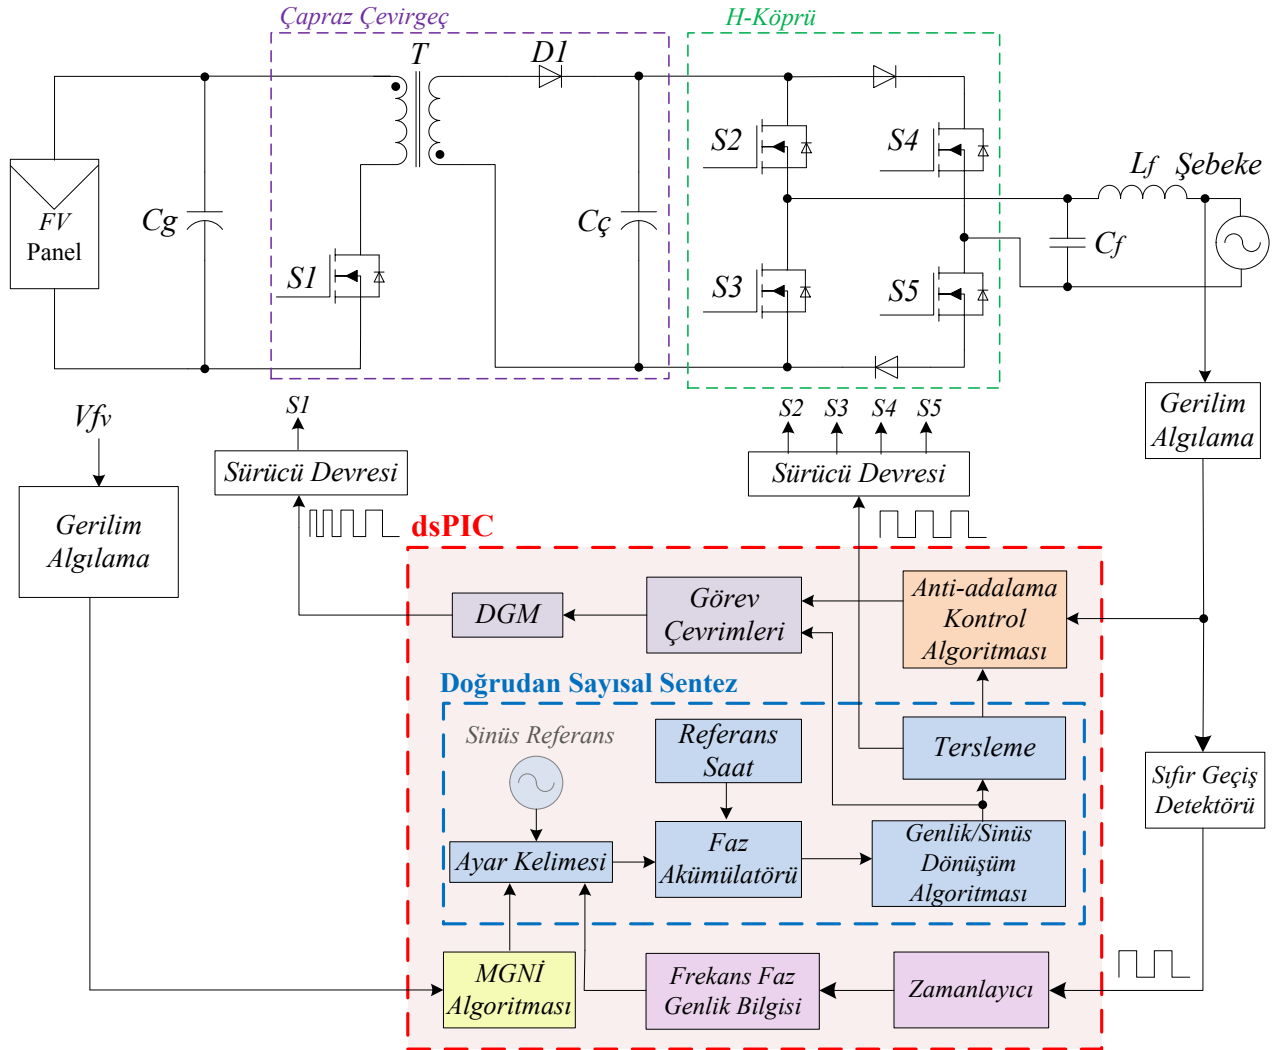 Çapraz Çevirgeç
H-Köprü
T
D1
S2
S4
Lf
Şebeke
FV
Panel
Cg
S1
Cç
S3
S5
Cf
Vfv
S1
S2
S3
S4
S5
Gerilim
Algılama
Sürücü Devresi
Sürücü Devresi
Gerilim
Algılama
dsPIC
DGM
Görev
Çevrimleri
Anti-adalama
Kontrol
Algoritması
Doğrudan Sayısal Sentez
Sinüs Referans
Referans
Saat
Tersleme
Sıfır Geçiş
Detektörü
Ayar Kelimesi
Faz
Akümülatörü
Genlik/Sinüs
Dönüşüm
Algoritması
MGNİ
Algoritması
Frekans Faz
Genlik Bilgisi
Zamanlayıcı